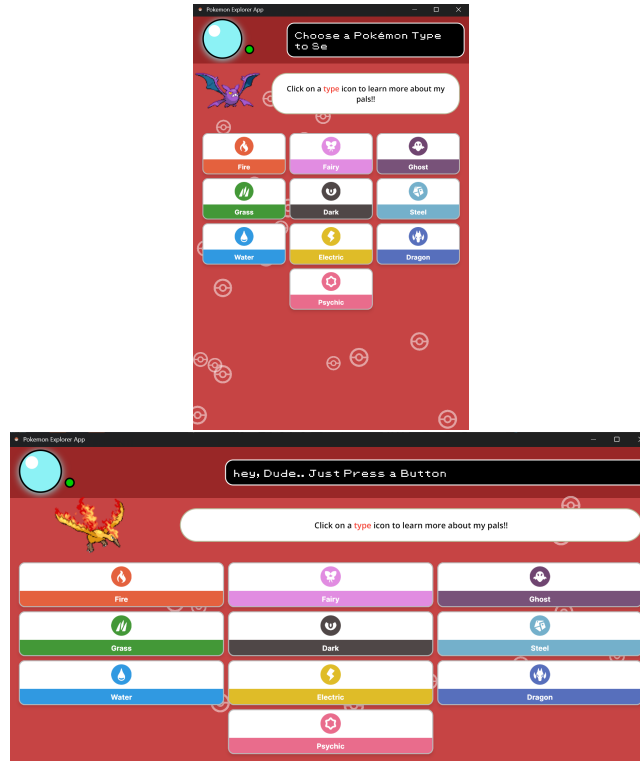 Pokemon Explorer App
Choose a Pokémon Type
to Se
Click on a type icon to learn more about my
pals!!
Fire
Fairy
Ghost
Grass
Dark
Steel
Water
Electric
Dragon
Psychic
Pokemon Explorer App
hey, Dude.. Just Press a Button
Click on a type icon to learn more about my pals!!
Fire
Fairy
Ghost
Grass
Dark
Steel
Water
Electric
Dragon
Psychic